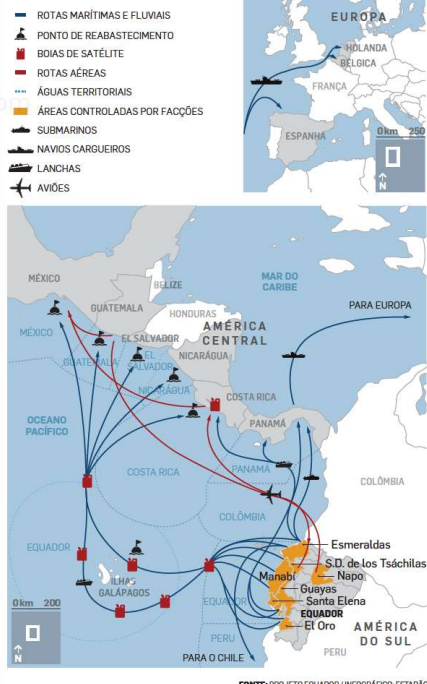 ROTAS MARÍTIMAS E FLUVIAIS
PONTO DE REABASTECIMENTO
BOIAS DE SATÉLITE
ROTAS AÉREAS
ÁGUAS TERRITORIAIS
ÁREAS CONTROLADAS POR FACÇÕES
SUBMARINOS
NAVIOS CARGUEIROS
LANCHAS
AVIÕES
EUROPA
HOLANDA
BÉLGICA
FRANÇA
ESPANHA
0 km 250
N
MÉXICO
BELIZE
MAR DO
CARIBE
GUATEMALA
HONDURAS
PARA EUROPA
AMÉRICA
CENTRAL
MÉXICO
EL SALVADOR
GUATEMALA
EL
SALVADOR
NICARÁGUA
NICARÁGUA
COSTA RICA
OCEANO
PACÍFICO
PANAMÁ
COSTA RICA
PANAMÁ
COLÔMBIA
COLÔMBIA
EQUADOR
Esmeraldas
S.D. de los Tsáchilas
Manabí
Napo
ILHAS
GALÁPAGOS
Guayas
Santa Elena
0 km 200
EQUADOR
EQUADOR
El Oro
AMÉRICA
DO SUL
PERU
PERU
PARA O CHILE
N